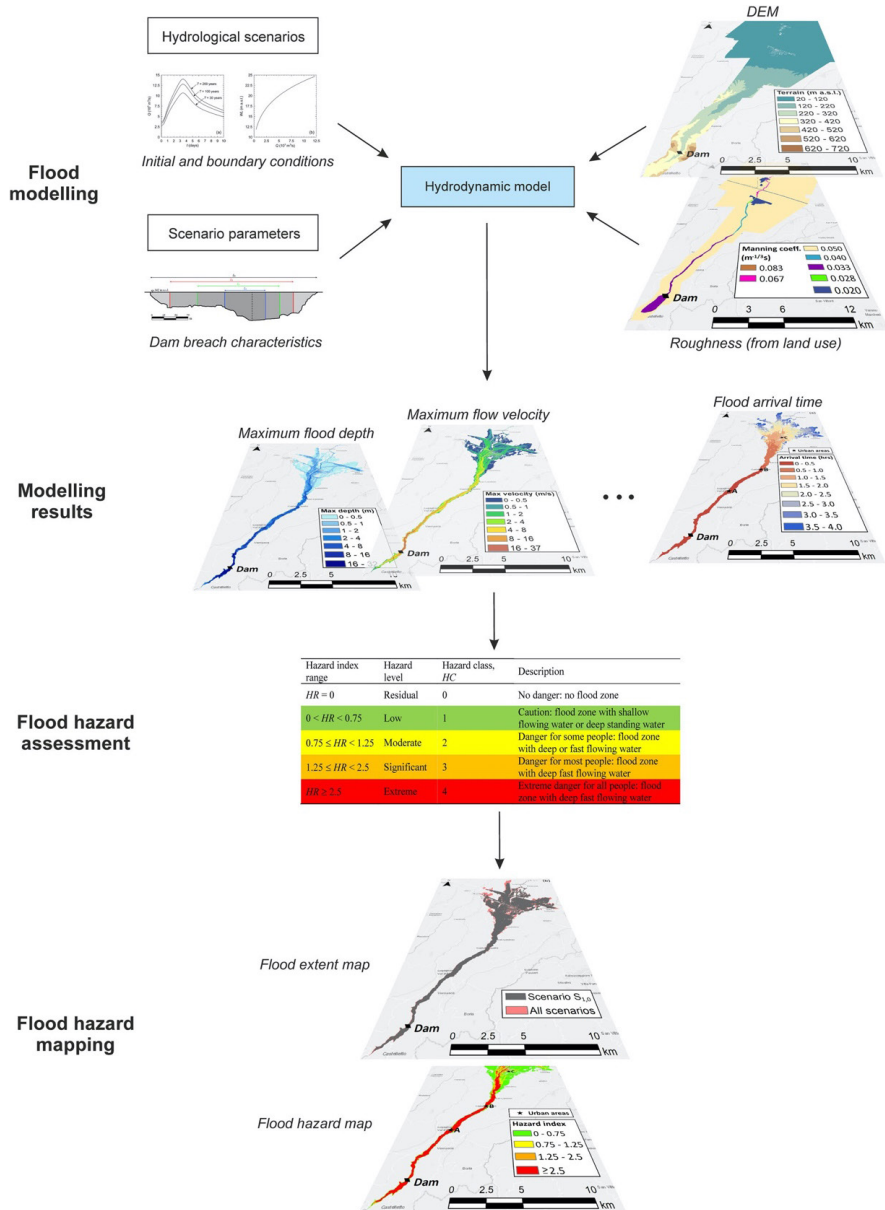 Hydrological scenarios
Initial and boundary conditions
Flood
modelling
Scenario parameters
Dam breach characteristics
Hydrodynamic model
DEM
Terrain (m a.s.l.)
20 - 120
120 - 220
220 - 320
320 - 420
420 - 520
520 - 620
620 - 720
Dam
0 2.5 5 10
km
Manning coeff.
(m⁻¹/³s)
0.083
0.067
0.050
0.040
0.033
0.028
0.020
Dam
0 3 6 12
km
Roughness (from land use)
Modelling
results
Maximum flood depth
Max depth (m)
0 - 0.5
0.5 - 1
1 - 2
2 - 4
4 - 8
8 - 16
16 -
Dam
0 2.5 5 10
km
Maximum flow velocity
Max velocity (m/s)
0 - 0.5
0.5 - 1
1 - 2
2 - 4
4 - 8
8 - 16
16 - 37
Dam
0 2.5 5 10
km
• • •
Flood arrival time
★ Urban areas
Arrival time (hrs)
0 - 0.5
0.5 - 1.0
1.0 - 1.5
1.5 - 2.0
2.0 - 2.5
2.5 - 3.0
3.0 - 3.5
3.5 - 4.0
C
B
A
Dam
0 2.5 5 10
km
Flood hazard
assessment
Hazard index range Hazard level Hazard class, HC Description
HR = 0 Residual 0 No danger: no flood zone
0 < HR < 0.75 Low 1 Caution: flood zone with shallow flowing water or deep standing water
0.75 ≤ HR < 1.25 Moderate 2 Danger for some people: flood zone with deep or fast flowing water
1.25 ≤ HR < 2.5 Significant 3 Danger for most people: flood zone with deep fast flowing water
HR ≥ 2.5 Extreme 4 Extreme danger for all people: flood zone with deep fast flowing water
Flood hazard
mapping
Flood extent map
Scenario S₁,₀
All scenarios
Dam
0 2.5 5 10
km
Flood hazard map
★ Urban areas
Hazard index
0 - 0.75
0.75 - 1.25
1.25 - 2.5
≥2.5
C
B
A
Dam
0 2.5 5 10
km